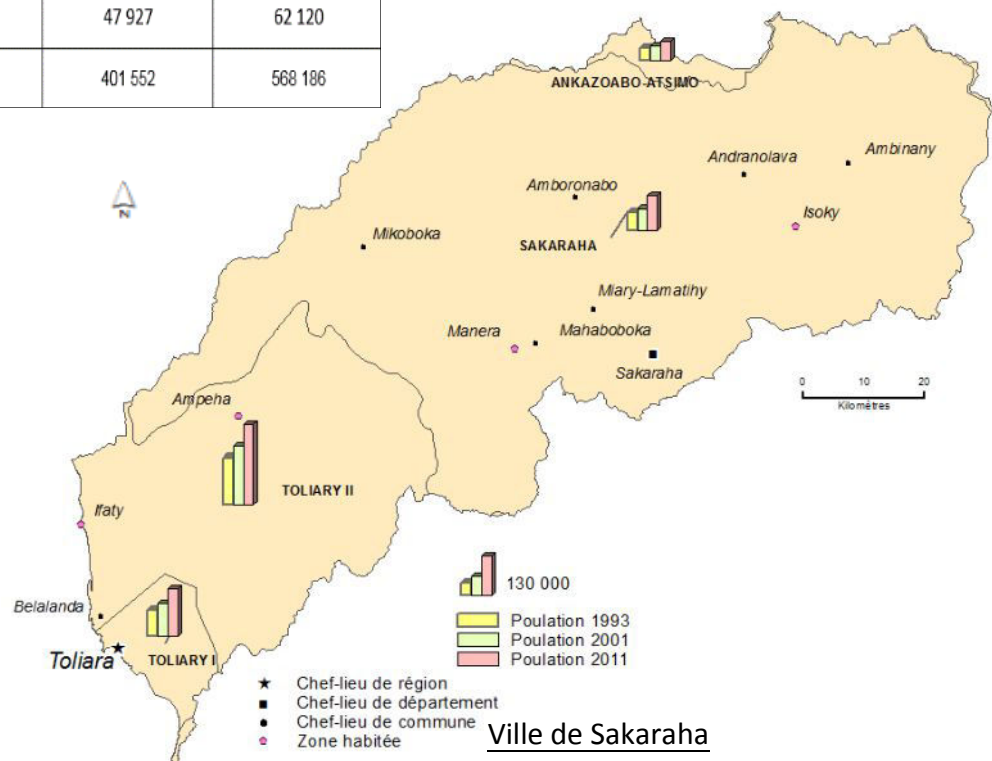 47 927 62 120
401 552 568 186
ANKAZOABO-ATSIMO
Andranolava
Ambinany
Amboronabo
Isoky
Mikoboka
SAKARAHA
Miary-Lamatihy
Manera
Mahaboboka
Sakaraha
0 10 20
Kilomètres
Ampeha
TOLIARY II
Ifaty
N
130 000
Belalanda
Poulation 1993
Poulation 2001
Poulation 2011
Toliara
TOLIARY I
Chef-lieu de région
Chef-lieu de département
Chef-lieu de commune
Zone habitée
Ville de Sakaraha